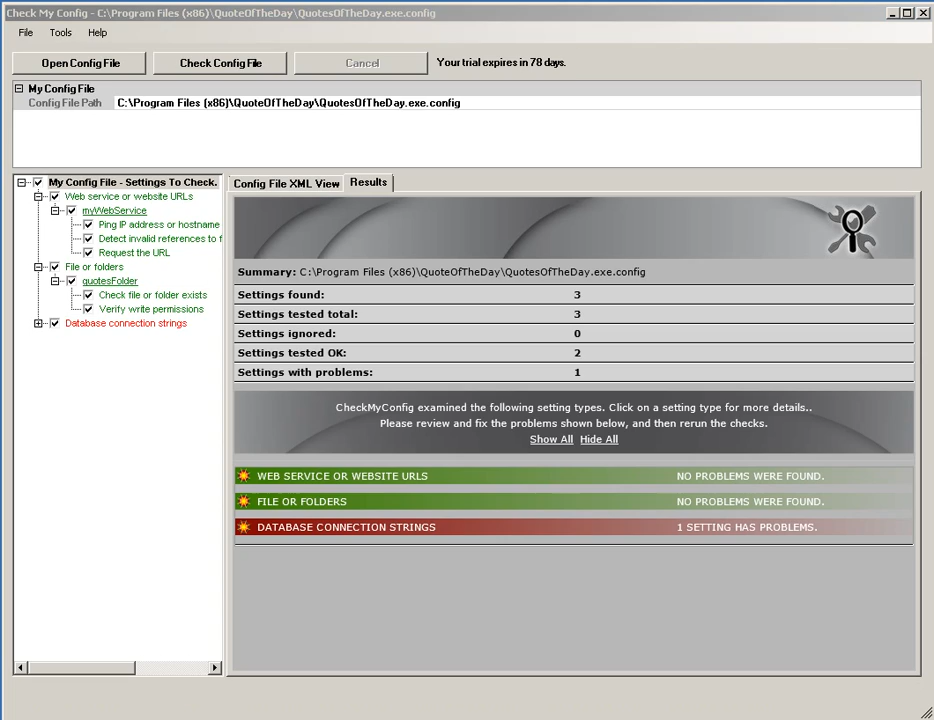 Check My Config - C:\Program Files (x86)\QuoteOfTheDay\QuotesOfTheDay.exe.config
File Tools Help
Open Config File Check Config File Cancel Your trial expires in 78 days.
My Config File
Config File Path C:\Program Files (x86)\QuoteOfTheDay\QuotesOfTheDay.exe.config
My Config File - Settings To Check.
Web service or website URLs
myWebService
Ping IP address or hostname
Detect invalid references to f
Request the URL
File or folders
quotesFolder
Check file or folder exists
Verify write permissions
Database connection strings
Config File XML View Results
Summary: C:\Program Files (x86)\QuoteOfTheDay\QuotesOfTheDay.exe.config
Settings found: 3
Settings tested total: 3
Settings ignored: 0
Settings tested OK: 2
Settings with problems: 1
CheckMyConfig examined the following setting types. Click on a setting type for more details..
Please review and fix the problems shown below, and then rerun the checks.
Show All Hide All
WEB SERVICE OR WEBSITE URLS NO PROBLEMS WERE FOUND.
FILE OR FOLDERS NO PROBLEMS WERE FOUND.
DATABASE CONNECTION STRINGS 1 SETTING HAS PROBLEMS.